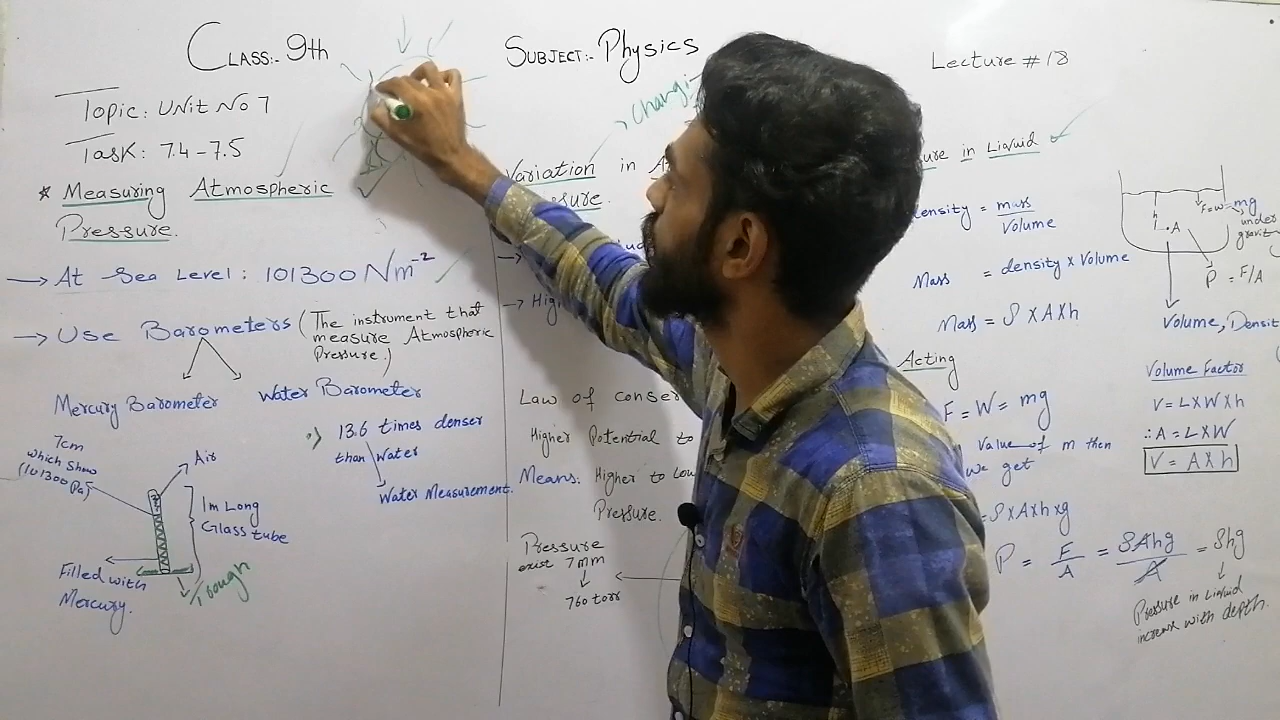 CLASS:- 9th
SUBJECT:- Physics
Lecture #18
Topic: UNit No 7
Task: 7.4-7.5
* Measuring Atmospheric
Pressure.
→ At Sea Level: 101300 Nm⁻²
→ Use Barometers (The instrument that
measure Atmospheric
Pressure.)
Mercury Barometer
Water Barometer
7cm
which show
(101300 Pa)
Air
1m Long
Glass tube
Filled with
Mercury.
Trough
13.6 times denser
than water
Water Measurement.
Variation in
Law of
Higher Potential to
Means: Higher to Low
Pressure.
Pressure
exist 7mm
↓
760 torr
in Liquid
= mass
Volume
Mass = density x Volume
Mass = ρ X A X h
Acting
F = W = mg
Value of m then
we get
= ρ X A X h x g
P = F/A = ρAhg/A = ρhg
Pressure in Liquid
increase with depth.
h
A
F=W=mg
under
gravity
P = F/A
Volume,
Volume Factor
V = L X W X h
∴ A = L X W
V = A X h